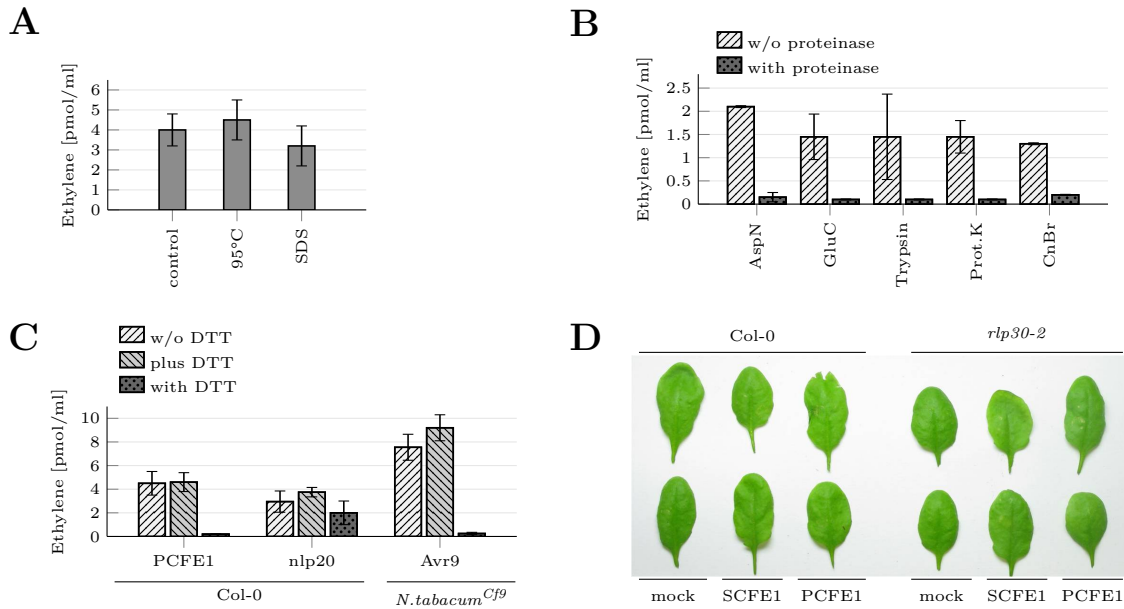 A
Ethylene [pmol/ml]
6
5
4
3
2
1
0
control
95°C
SDS
B
w/o proteinase
with proteinase
Ethylene [pmol/ml]
2.5
2
1.5
1
0.5
0
AspN
GluC
Trypsin
Prot.K
CnBr
C
w/o DTT
plus DTT
with DTT
Ethylene [pmol/ml]
10
8
6
4
2
0
PCFE1 nlp20 Avr9
Col-0 N.tabacum^Cf9
D
Col-0 rlp30-2
mock SCFE1 PCFE1 mock SCFE1 PCFE1